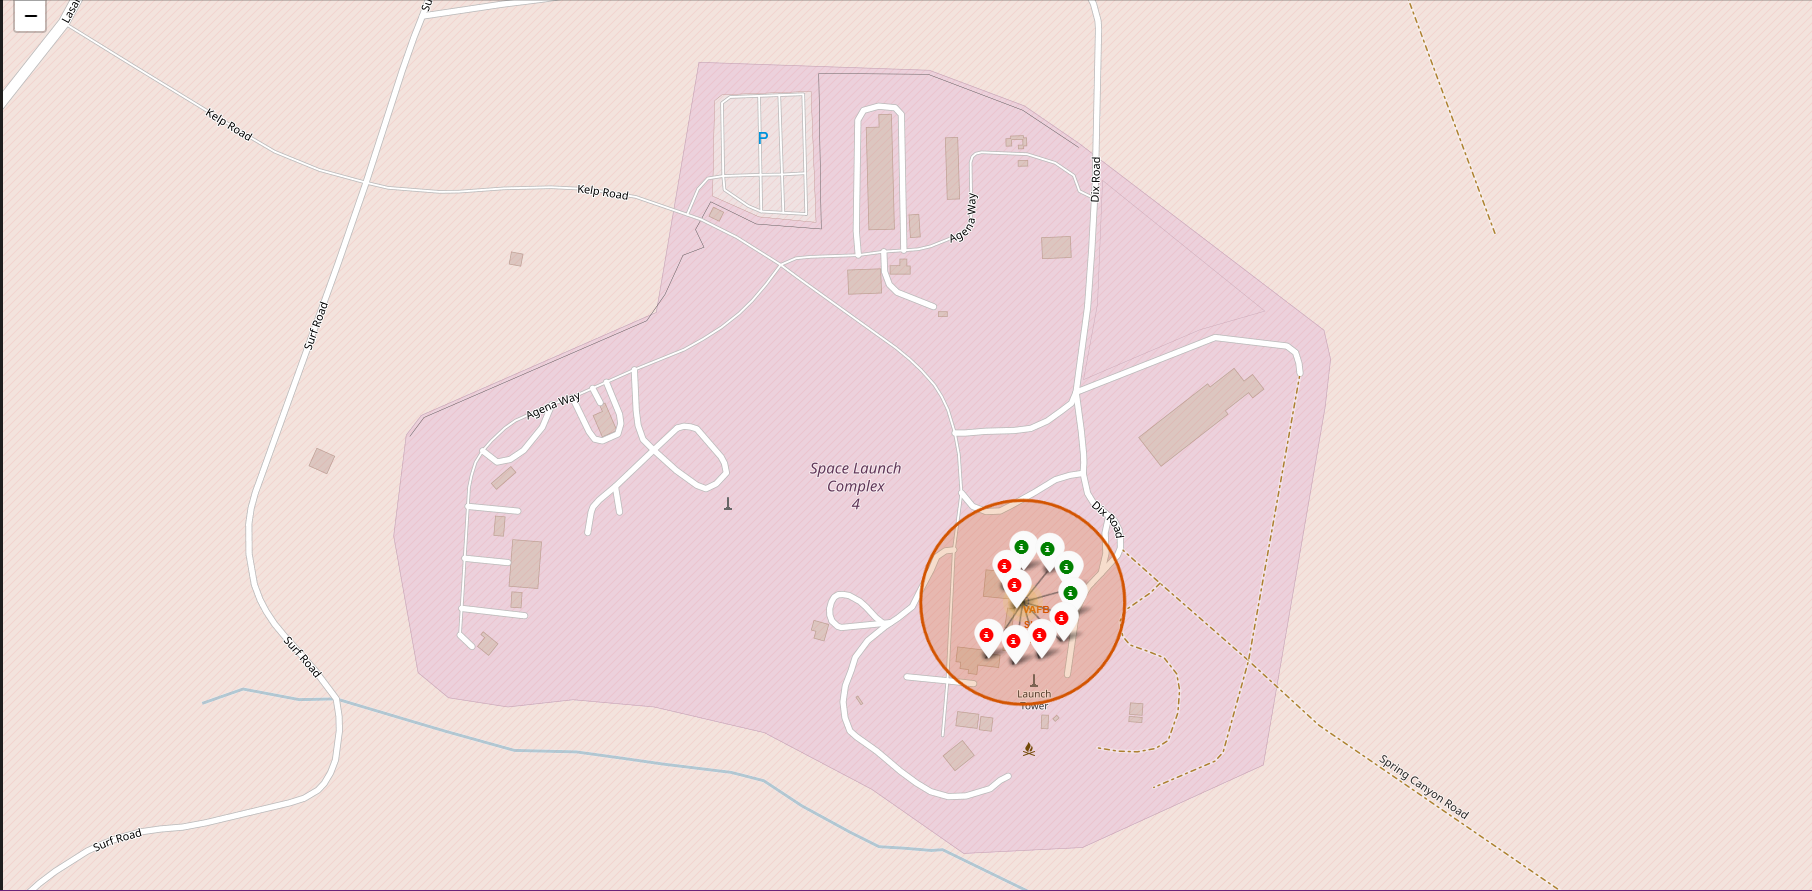 −
Kelp Road
P
Dix Road
Kelp Road
Agena Way
Surf Road
Agena Way
Space Launch
Complex
4
Dix Road
VAFB
Surf Road
Launch
Tower
Spring Canyon Road
Surf Road